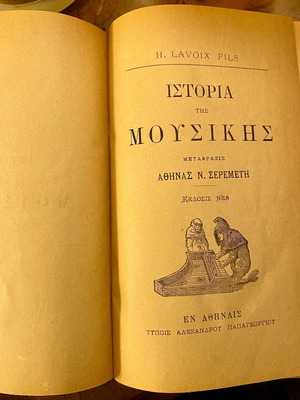 H. LAVOIX FILS
ΙΣΤΟΡΙΑ
ΤΗΣ
ΜΟΥΣΙΚΗΣ
ΜΕΤΑΦΡΑΣΙΣ
ΑΘΗΝΑΣ Ν. ΣΕΡΕΜΕΤΗ
ΕΚΔΟΣΙΣ ΝΕΑ
ΕΝ ΑΘΗΝΑΙΣ
ΤΥΠΟΙΣ ΑΛΕΞΑΝΔΡΟΥ ΠΑΠΑΓΕΩΡΓΙΟΥ